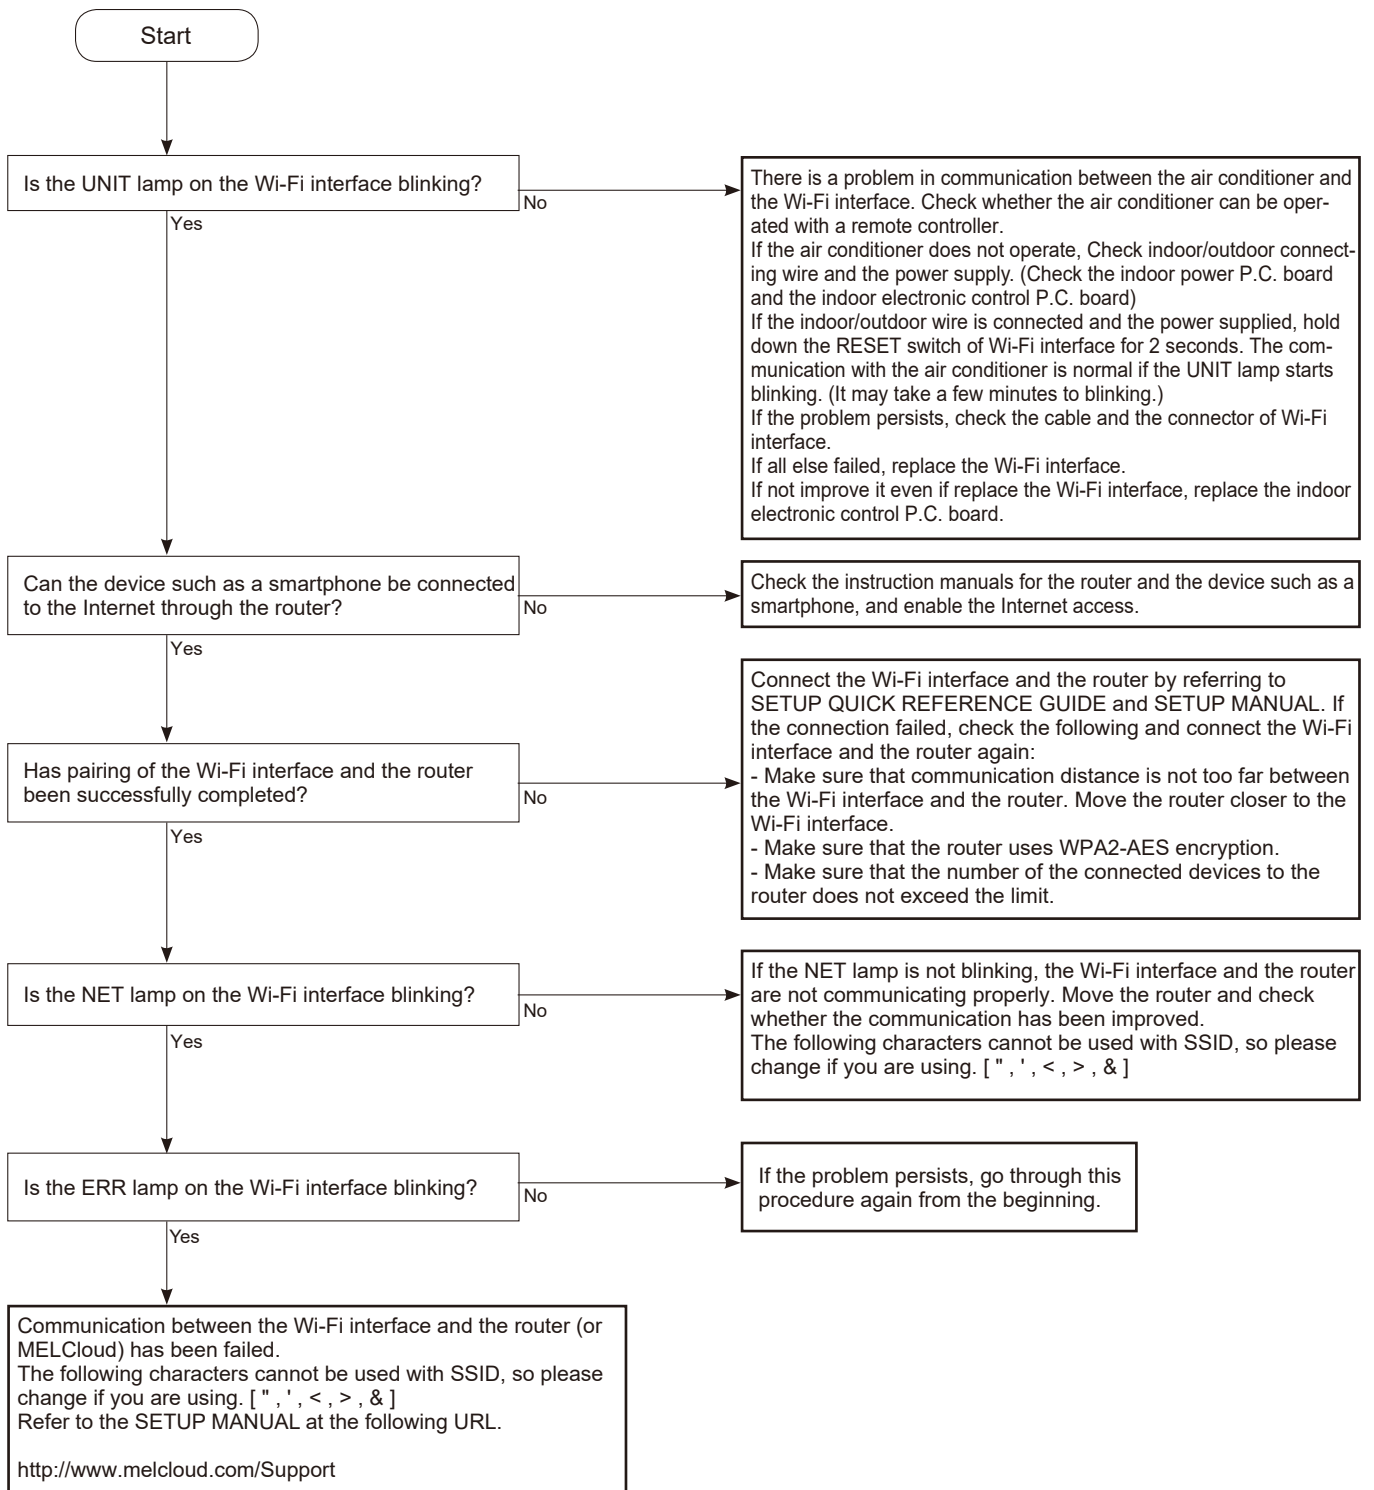 Start
Is the UNIT lamp on the Wi-Fi interface blinking?
No
Yes
There is a problem in communication between the air conditioner and
the Wi-Fi interface. Check whether the air conditioner can be oper-
ated with a remote controller.
If the air conditioner does not operate, Check indoor/outdoor connect-
ing wire and the power supply. (Check the indoor power P.C. board
and the indoor electronic control P.C. board)
If the indoor/outdoor wire is connected and the power supplied, hold
down the RESET switch of Wi-Fi interface for 2 seconds. The com-
munication with the air conditioner is normal if the UNIT lamp starts
blinking. (It may take a few minutes to blinking.)
If the problem persists, check the cable and the connector of Wi-Fi
interface.
If all else failed, replace the Wi-Fi interface.
If not improve it even if replace the Wi-Fi interface, replace the indoor
electronic control P.C. board.
Can the device such as a smartphone be connected
to the Internet through the router?
No
Yes
Check the instruction manuals for the router and the device such as a
smartphone, and enable the Internet access.
Has pairing of the Wi-Fi interface and the router
been successfully completed?
No
Yes
Connect the Wi-Fi interface and the router by referring to
SETUP QUICK REFERENCE GUIDE and SETUP MANUAL. If
the connection failed, check the following and connect the Wi-Fi
interface and the router again:
- Make sure that communication distance is not too far between
the Wi-Fi interface and the router. Move the router closer to the
Wi-Fi interface.
- Make sure that the router uses WPA2-AES encryption.
- Make sure that the number of the connected devices to the
router does not exceed the limit.
Is the NET lamp on the Wi-Fi interface blinking?
No
Yes
If the NET lamp is not blinking, the Wi-Fi interface and the router
are not communicating properly. Move the router and check
whether the communication has been improved.
The following characters cannot be used with SSID, so please
change if you are using. [ " , ' , < , > , & ]
Is the ERR lamp on the Wi-Fi interface blinking?
No
Yes
If the problem persists, go through this
procedure again from the beginning.
Communication between the Wi-Fi interface and the router (or
MELCloud) has been failed.
The following characters cannot be used with SSID, so please
change if you are using. [ " , ' , < , > , & ]
Refer to the SETUP MANUAL at the following URL.
http://www.melcloud.com/Support